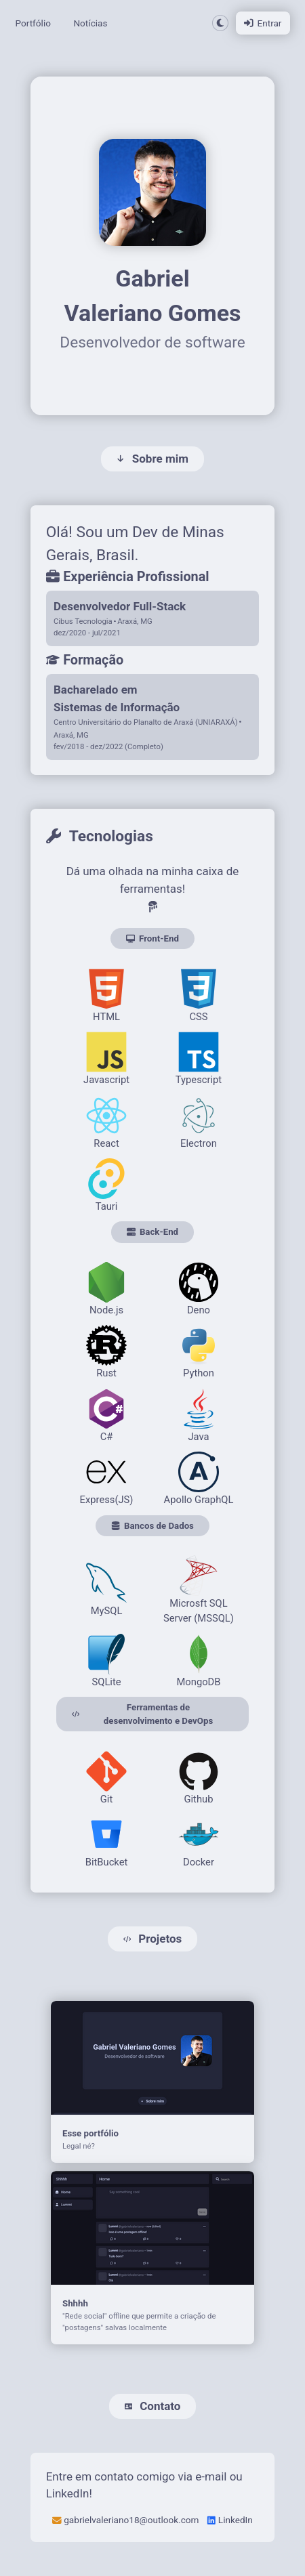 Portfólio Notícias Entrar
Gabriel
Valeriano Gomes
Desenvolvedor de software
Sobre mim
Olá! Sou um Dev de Minas
Gerais, Brasil.
Experiência Profissional
Desenvolvedor Full-Stack
Cibus Tecnologia • Araxá, MG
dez/2020 - jul/2021
Formação
Bacharelado em
Sistemas de Informação
Centro Universitário do Planalto de Araxá (UNIARAXÁ) •
Araxá, MG
fev/2018 - dez/2022 (Completo)
Tecnologias
Dá uma olhada na minha caixa de
ferramentas!
Front-End
HTML CSS
JS TS
Javascript Typescript
React Electron
Tauri
Back-End
Node.js Deno
Rust Python
C# Java
ex
Express(JS) Apollo GraphQL
Bancos de Dados
MySQL
Microsft SQL
Server (MSSQL)
SQLite MongoDB
Ferramentas de
desenvolvimento e DevOps
Git Github
BitBucket Docker
Projetos
Gabriel Valeriano Gomes
Desenvolvedor de software
Sobre mim
Esse portfólio
Legal né?
Home
Home
Shhhh
"Rede social" offline que permite a criação de
"postagens" salvas localmente
Contato
Entre em contato comigo via e-mail ou
LinkedIn!
gabrielvaleriano18@outlook.com LinkedIn